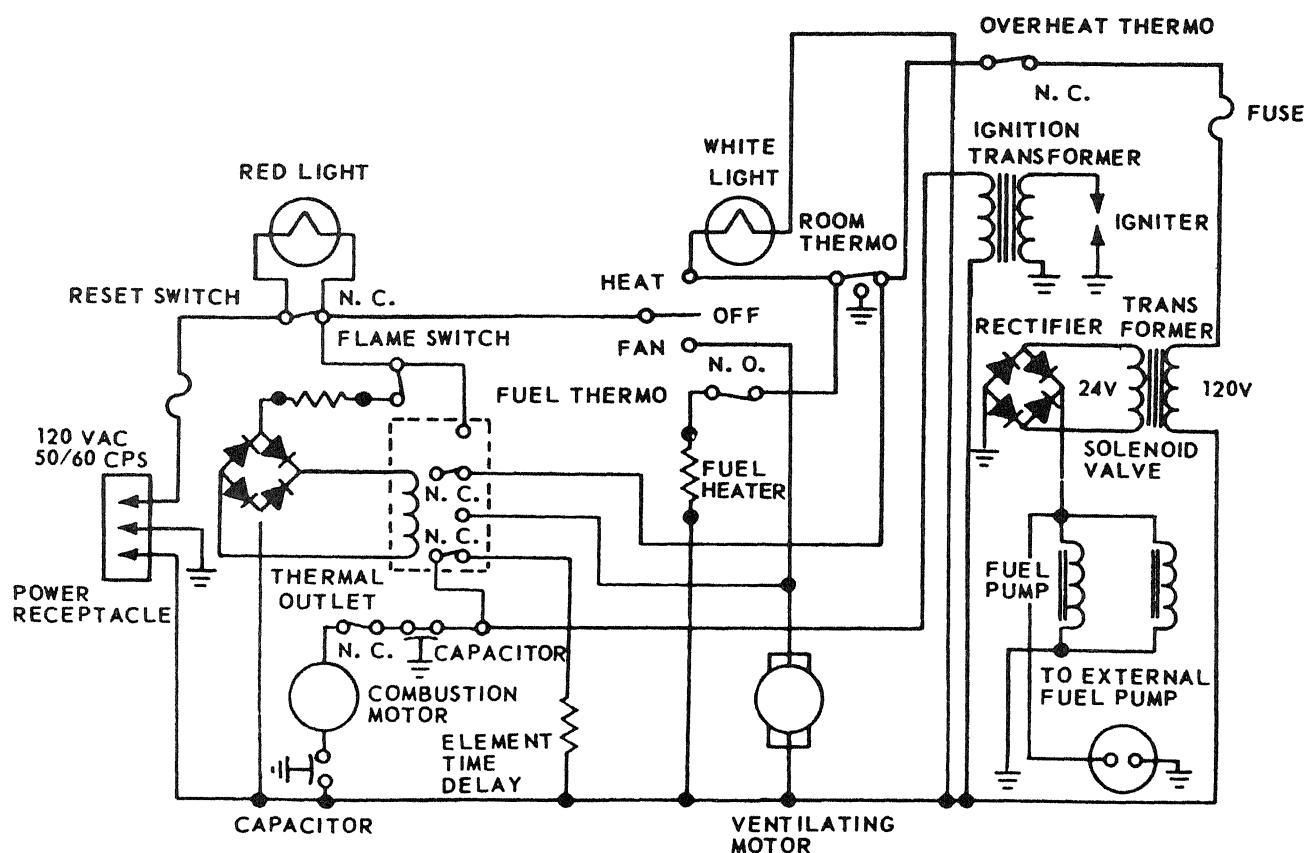 OVERHEAT THERMO
N. C.
FUSE
IGNITION
TRANSFORMER
WHITE
LIGHT
RED LIGHT
ROOM
THERMO
IGNITER
HEAT
RESET SWITCH
N. C.
OFF
TRANS
FORMER
RECTIFIER
FLAME SWITCH
FAN
N. O.
24V
120V
FUEL THERMO
120 VAC
50/60 CPS
SOLENOID
VALVE
FUEL
HEATER
N. C.
N. C.
THERMAL
OUTLET
FUEL
PUMP
POWER
RECEPTACLE
N. C.
CAPACITOR
TO EXTERNAL
FUEL PUMP
COMBUSTION
MOTOR
ELEMENT
TIME
DELAY
CAPACITOR
VENTILATING
MOTOR